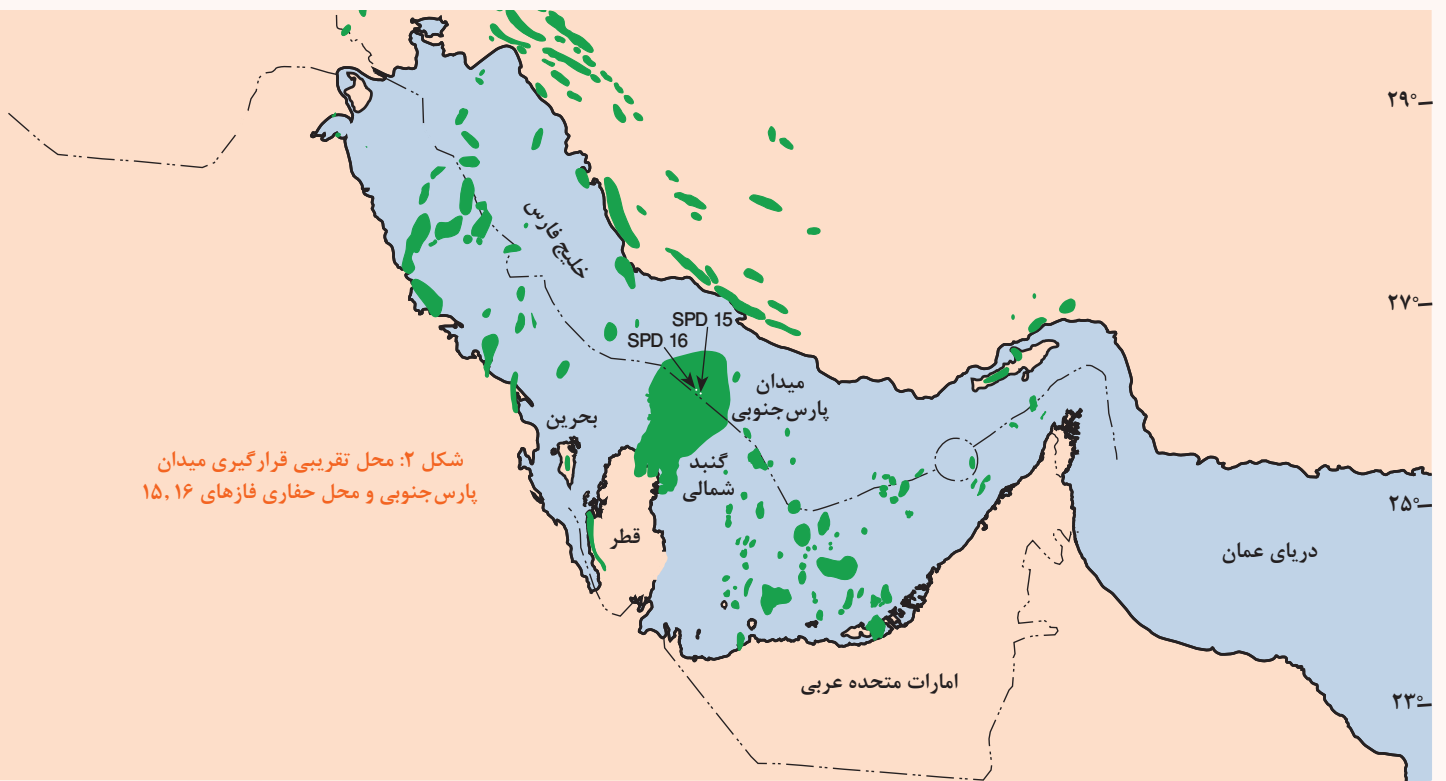 ۲۹°
خلیج فارس
۲۷°
SPD 15
SPD 16
میدان
پارس‌جنوبی
بحرین
گنبد
شمالی
شکل ۲: محل تقریبی قرارگیری میدان
پارس‌جنوبی و محل حفاری فازهای ۱۵,۱۶
۲۵°
قطر
دریای عمان
امارات متحده عربی
۲۳°